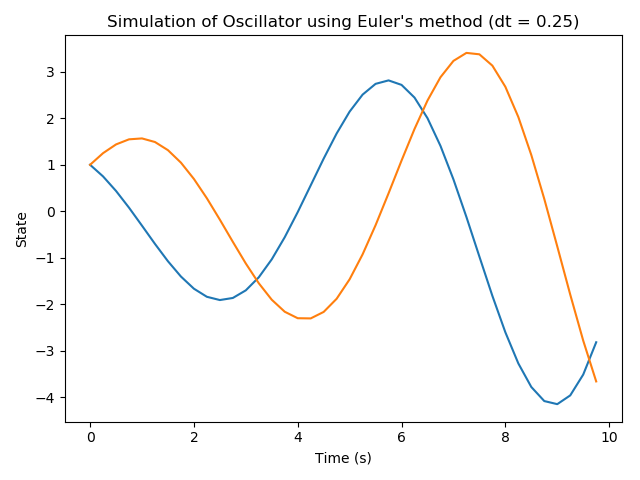 Simulation of Oscillator using Euler's method (dt = 0.25)
3
2
1
0
−1
−2
−3
−4
State
0 2 4 6 8 10
Time (s)